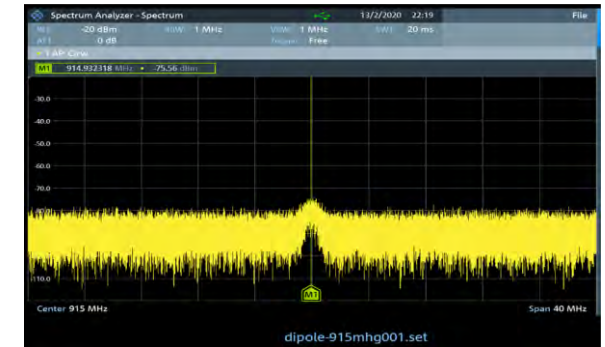 Spectrum Analyzer - Spectrum 13/2/2020 22:19 File
-20 dBm RBW: 1 MHz VBW: 1 MHz SWT: 20 ms
0 dB Free
1 AP Clrw
M1 914.932318 MHz • -75.56 dBm
-30.0
-40.0
-50.0
-60.0
-70.0
-110.0
M1
Center 915 MHz Span 40 MHz
dipole-915mhg001.set